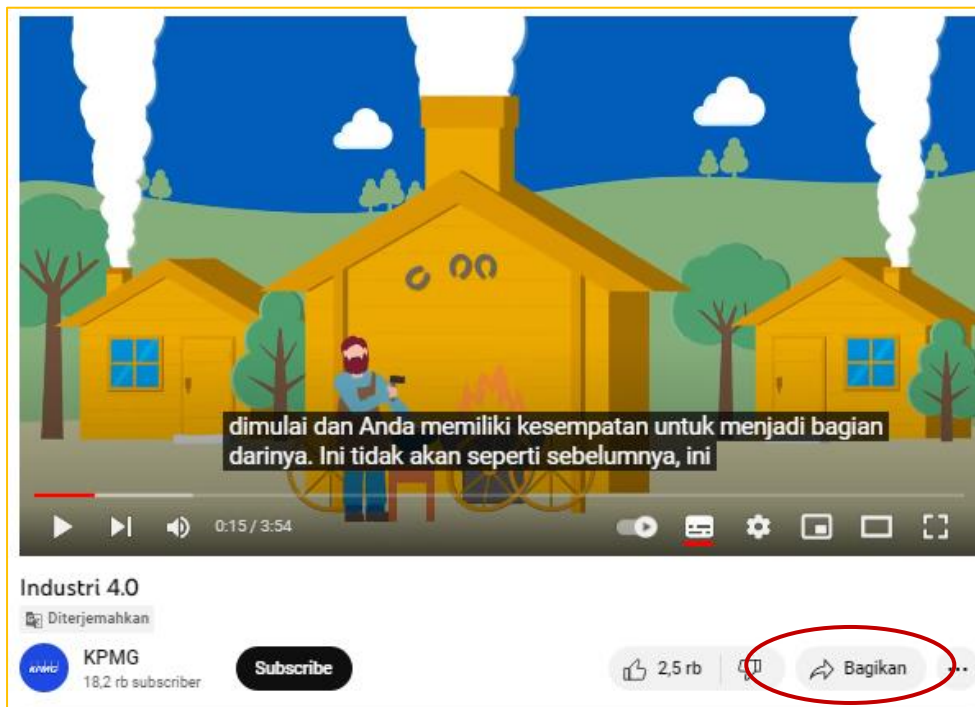 dimulai dan Anda memiliki kesempatan untuk menjadi bagian
darinya. Ini tidak akan seperti sebelumnya, ini
0:15 / 3:54
Industri 4.0
Diterjemahkan
KPMG
KPMG
18,2 rb subscriber
Subscribe
2,5 rb
Bagikan